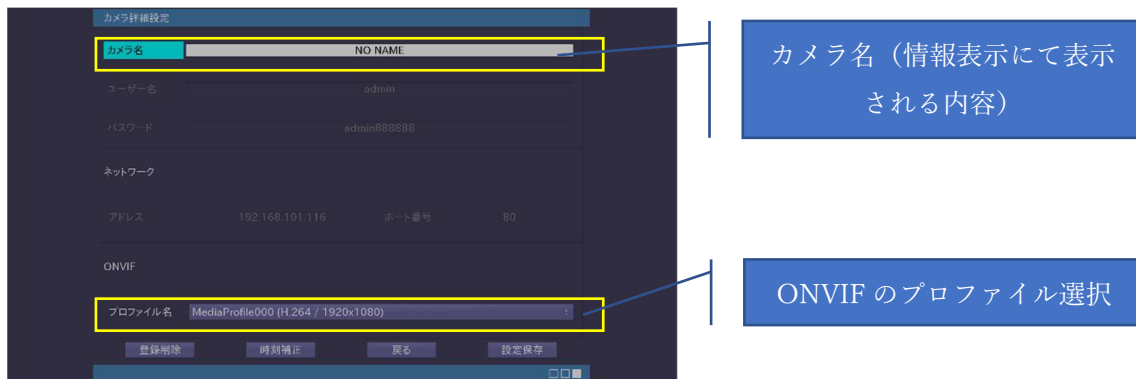 カメラ詳細設定
カメラ名 NO NAME
ユーザー名 admin
パスワード admin888888
ネットワーク
アドレス 192.168.101.116 ポート番号 80
ONVIF
プロファイル名 MediaProfile000 (H.264 / 1920x1080)
登録削除 時刻補正 戻る 設定保存
カメラ名（情報表示にて表示
される内容）
ONVIF のプロファイル選択